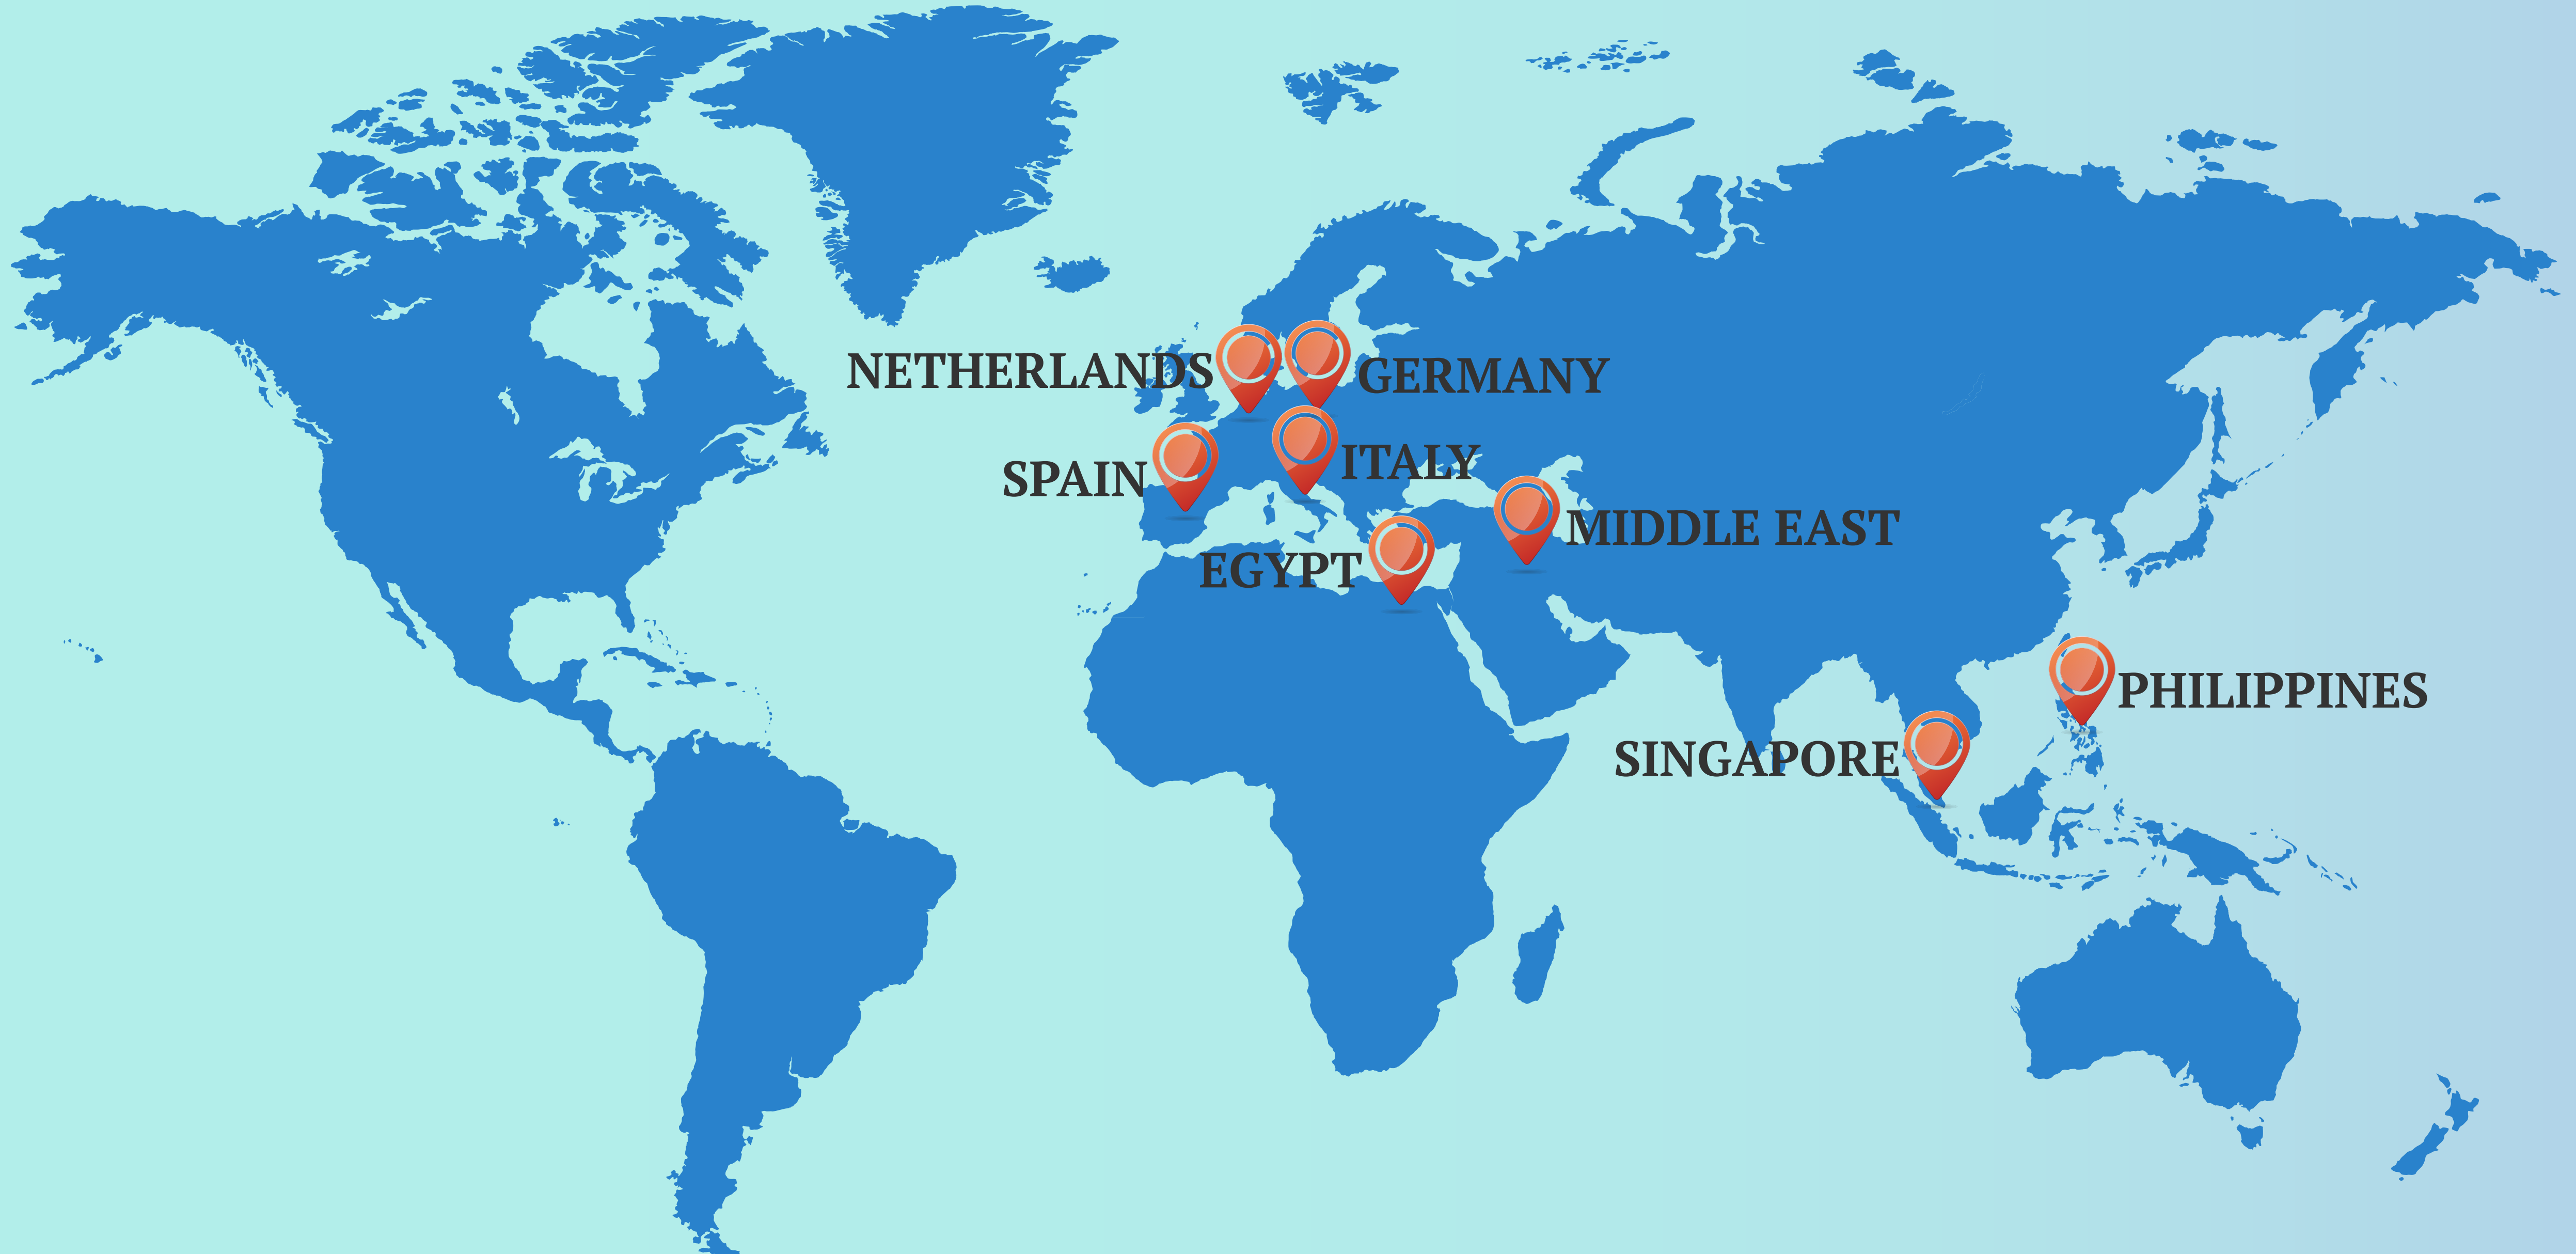 NETHERLANDS
GERMANY
ITALY
SPAIN
MIDDLE EAST
EGYPT
PHILIPPINES
SINGAPORE